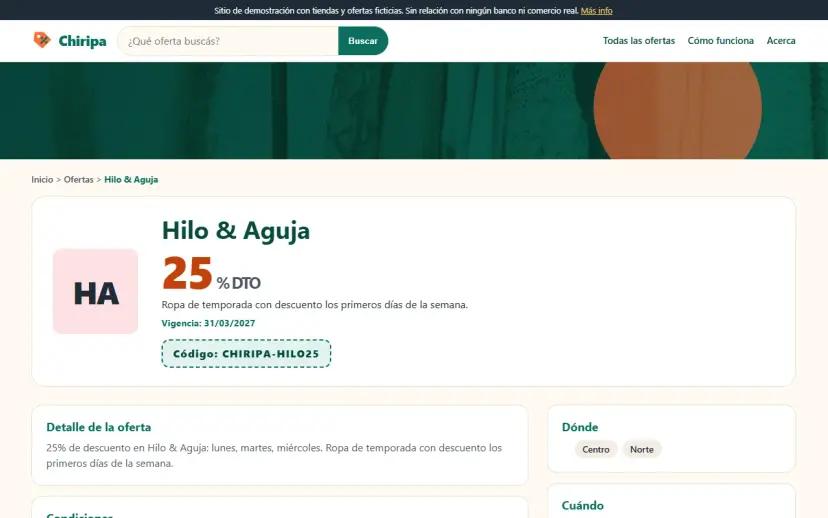 Sitio de demostración con tiendas y ofertas ficticias. Sin relación con ningún banco ni comercio real. Más info
Chiripa
¿Qué oferta buscás?
Buscar
Todas las ofertas
Cómo funciona
Acerca
Inicio > Ofertas > Hilo & Aguja
HA
Hilo & Aguja
25 % DTO
Ropa de temporada con descuento los primeros días de la semana.
Vigencia: 31/03/2027
Código: CHIRIPA-HILO25
Detalle de la oferta
25% de descuento en Hilo & Aguja: lunes, martes, miércoles. Ropa de temporada con descuento los
primeros días de la semana.
Dónde
Centro
Norte
Condiciones
Cuándo